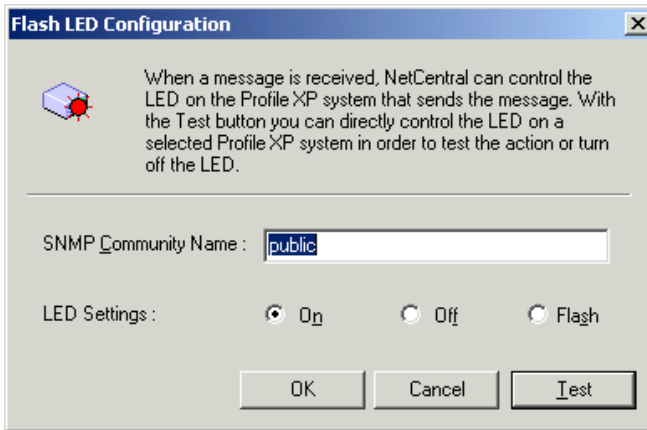 Flash LED Configuration
When a message is received, NetCentral can control the
LED on the Profile XP system that sends the message. With
the Test button you can directly control the LED on a
selected Profile XP system in order to test the action or turn
off the LED.
SNMP Community Name :
public
LED Settings :
On
Off
Flash
OK
Cancel
Test